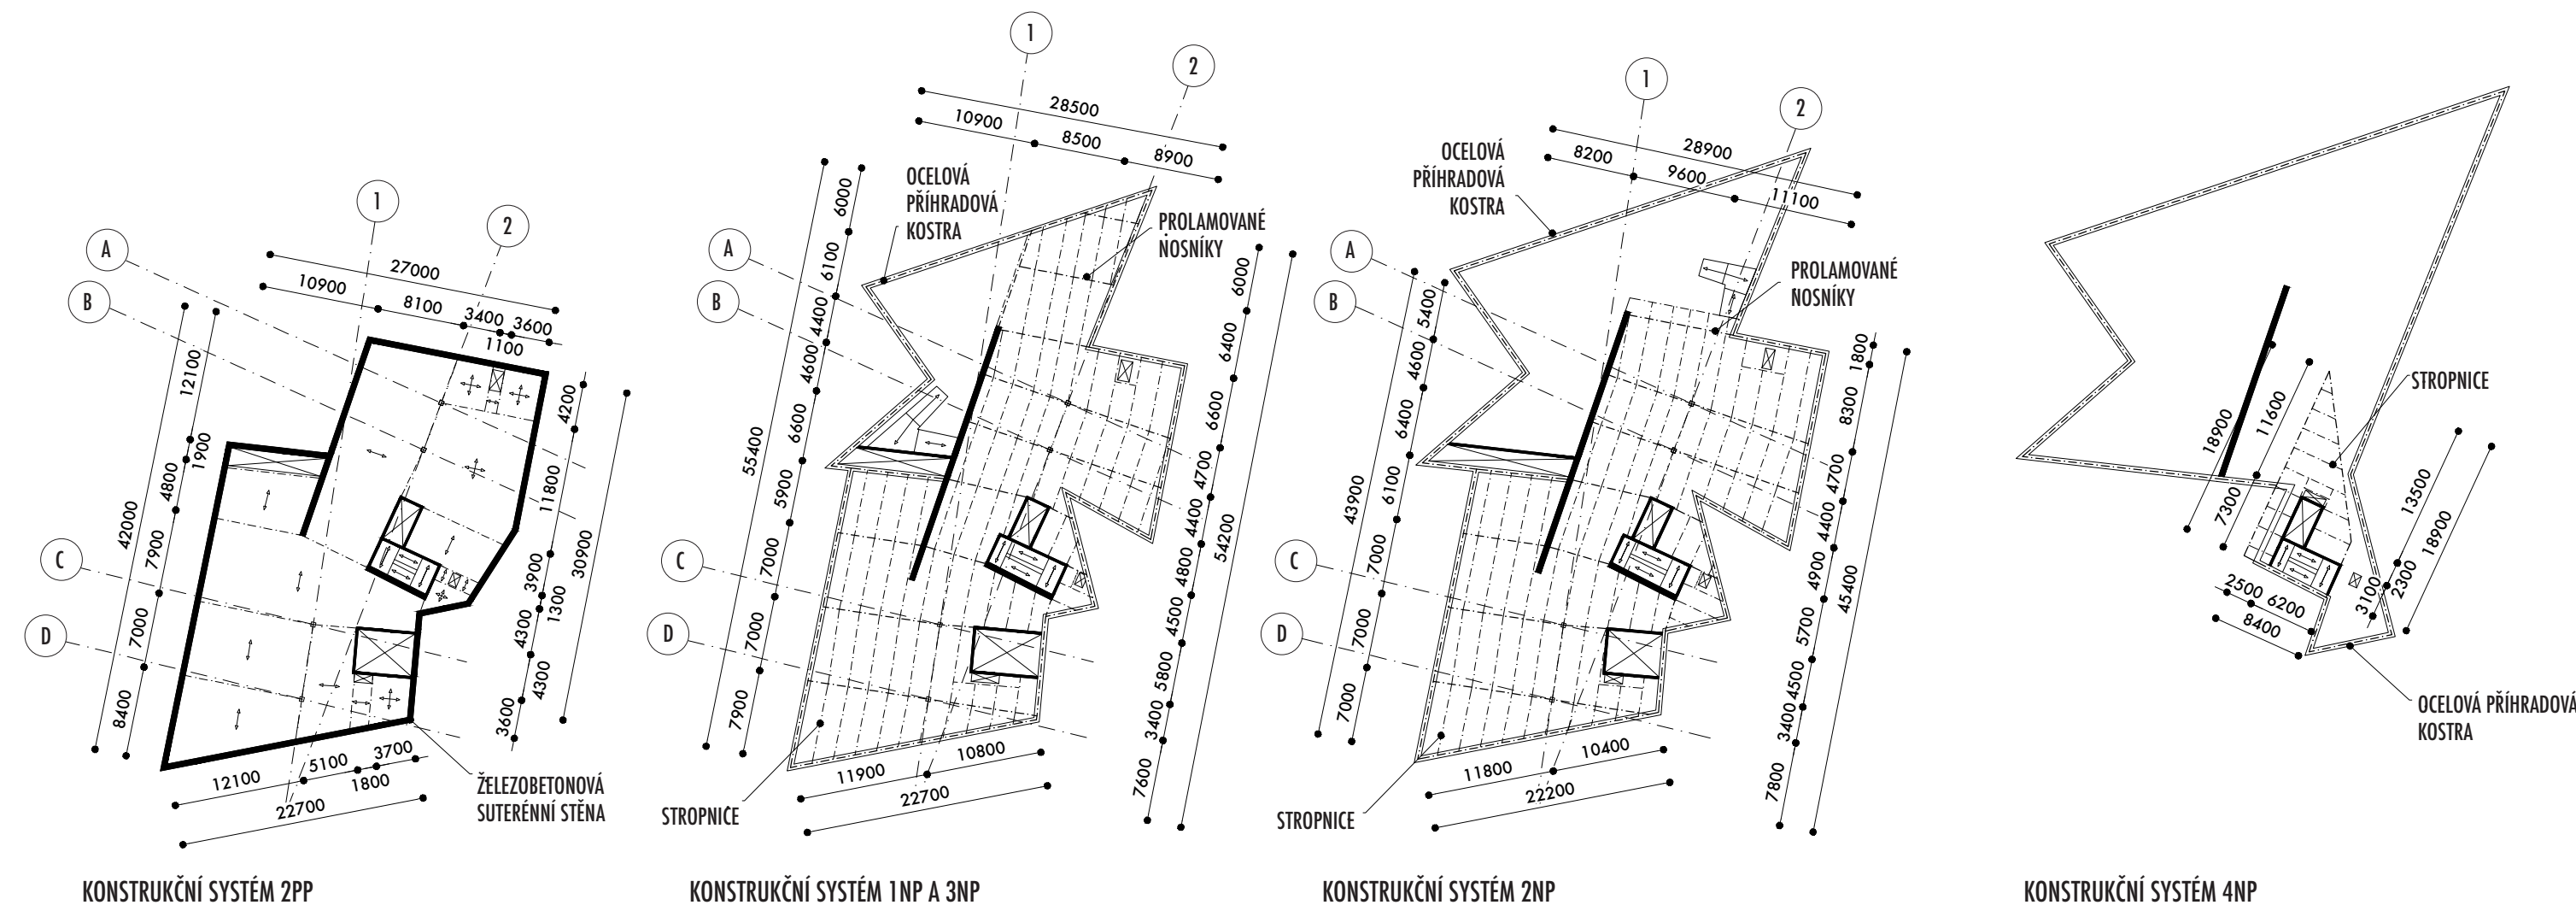 1
2
A
B
C
D
27000
10900
8100
3400
3600
1100
42000
12100
1900
4800
7900
7000
8400
4200
11800
3900
1300
30900
4300
4300
3600
12100
5100
3700
1800
22700
ŽELEZOBETONOVÁ
SUTERÉNNÍ STĚNA
KONSTRUKČNÍ SYSTÉM 2PP
1
2
A
B
C
D
28500
10900
8500
8900
OCELOVÁ
PŘÍHRADOVÁ
KOSTRA
PROLAMOVANÉ
NOSNÍKY
55400
6000
6100
4400
4600
6600
5900
7000
7000
7900
6000
6400
6600
4700
4400
4800
4500
5800
3400
7600
54200
11900
10800
22700
STROPNICE
KONSTRUKČNÍ SYSTÉM 1NP A 3NP
1
2
A
B
C
D
28900
8200
9600
11100
OCELOVÁ
PŘÍHRADOVÁ
KOSTRA
PROLAMOVANÉ
NOSNÍKY
43900
5400
4600
6400
6100
7000
7000
7000
1800
8300
4700
4400
4900
5700
4500
3400
7800
45400
11800
10400
22200
STROPNICE
KONSTRUKČNÍ SYSTÉM 2NP
STROPNICE
18900
11600
7300
13500
18900
2300
3100
2500 6200
8400
OCELOVÁ PŘÍHRADOVÁ
KOSTRA
KONSTRUKČNÍ SYSTÉM 4NP